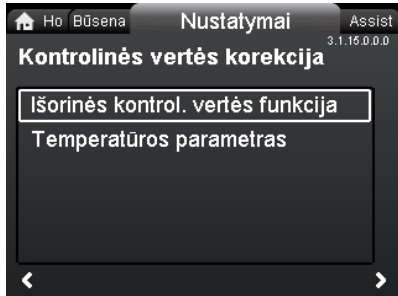 Ho Būsena Nustatymai Assist
3.1.15.0.0.0
Kontrolinės vertės korekcija
Išorinės kontrol. vertės funkcija
Temperatūros parametras